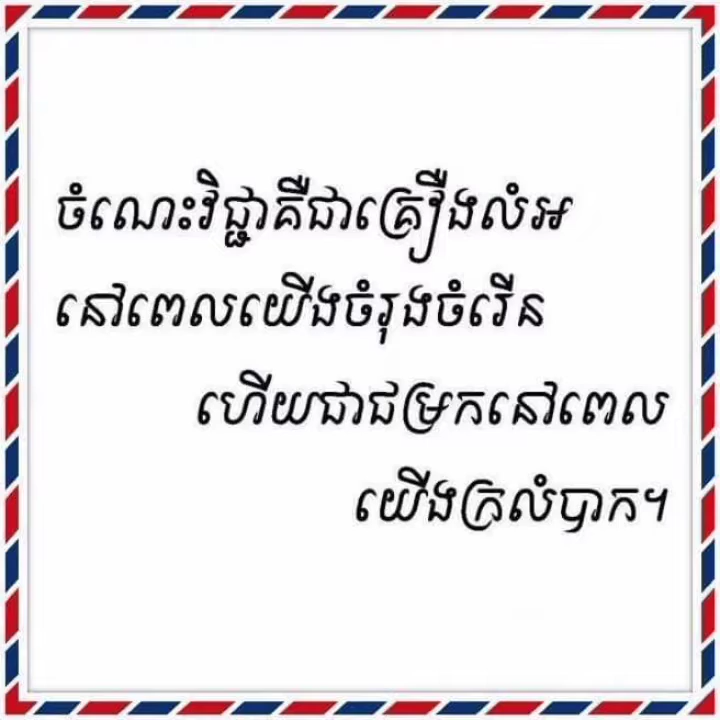 ចំណេះវិជ្ជាគឺជាគ្រឿងលំអ
នៅពេលយើងចំរុងចំរើន
ហើយជាជម្រកនៅពេល
យើងក្រលំបាក។